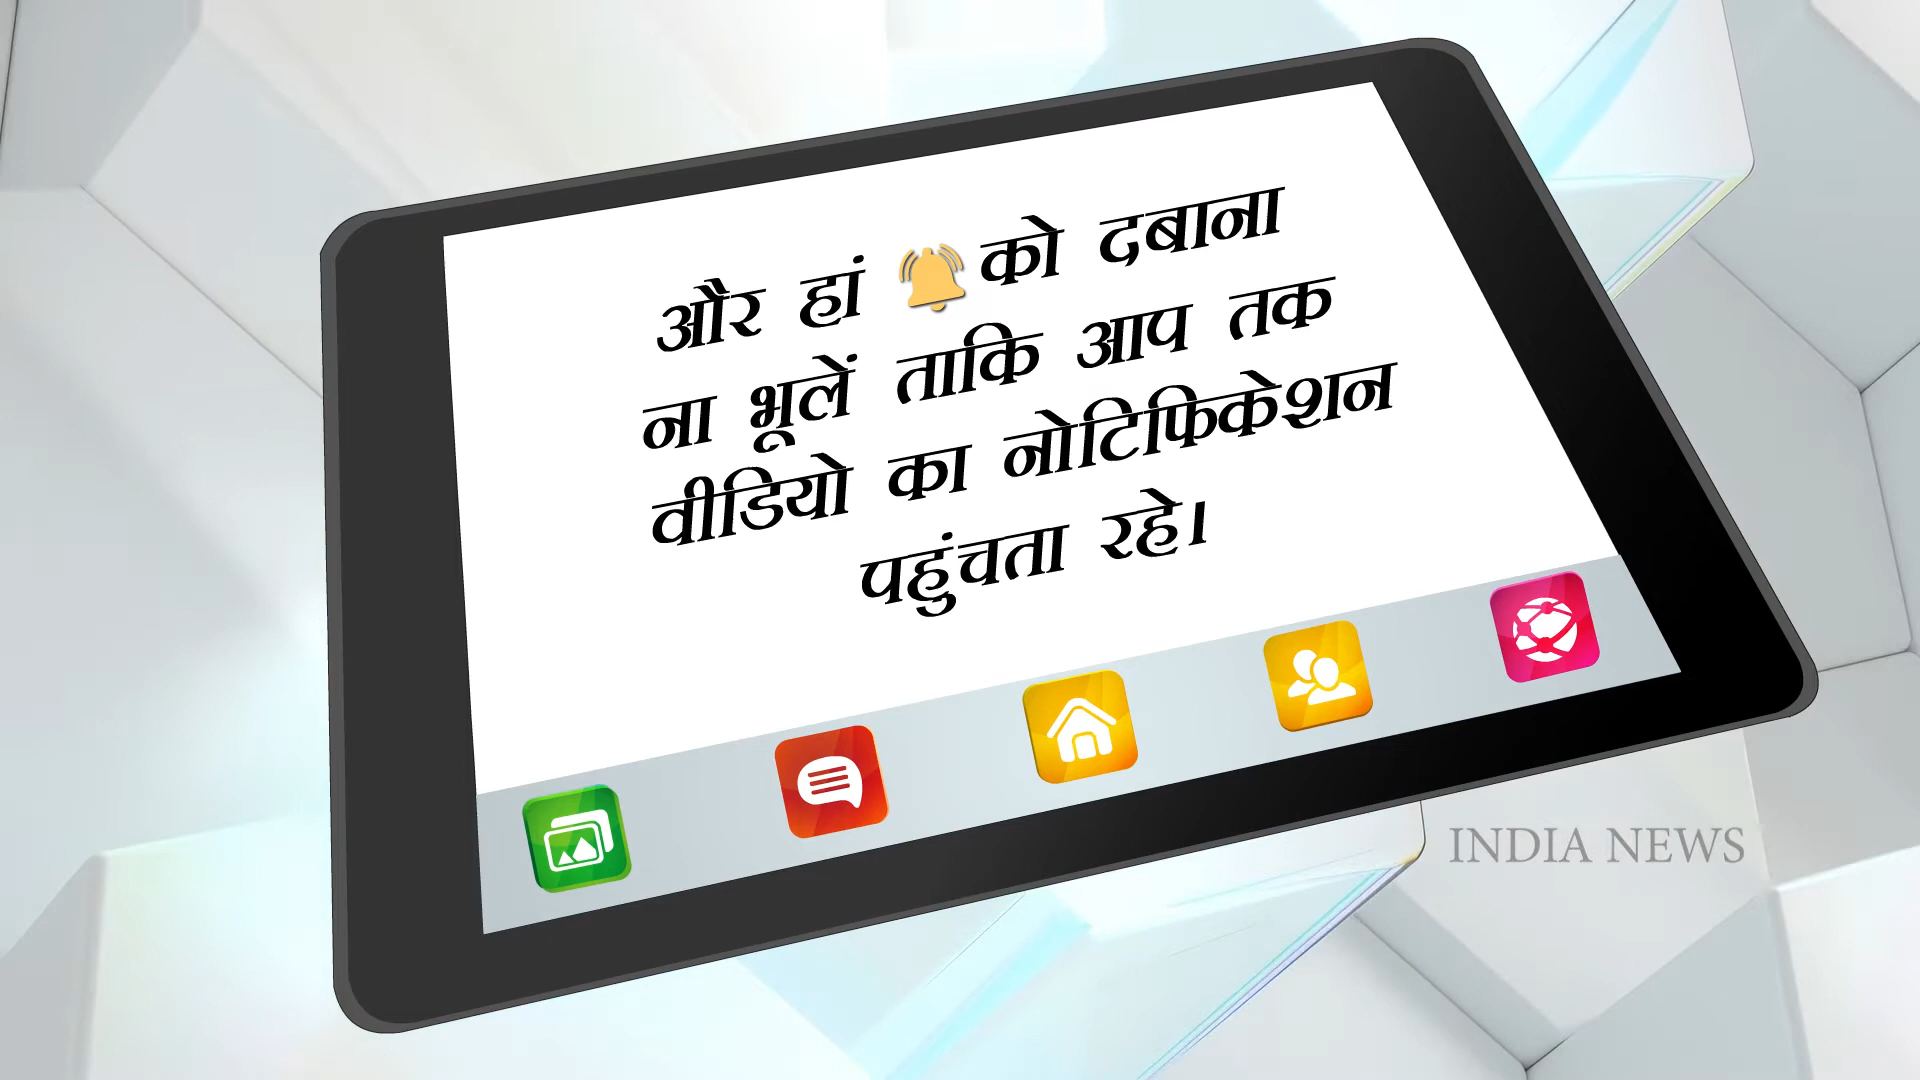 और हां 🔔 को दबाना
ना भूलें ताकि आप तक
वीडियो का नोटिफिकेशन
पहुंचता रहे।
INDIA NEWS